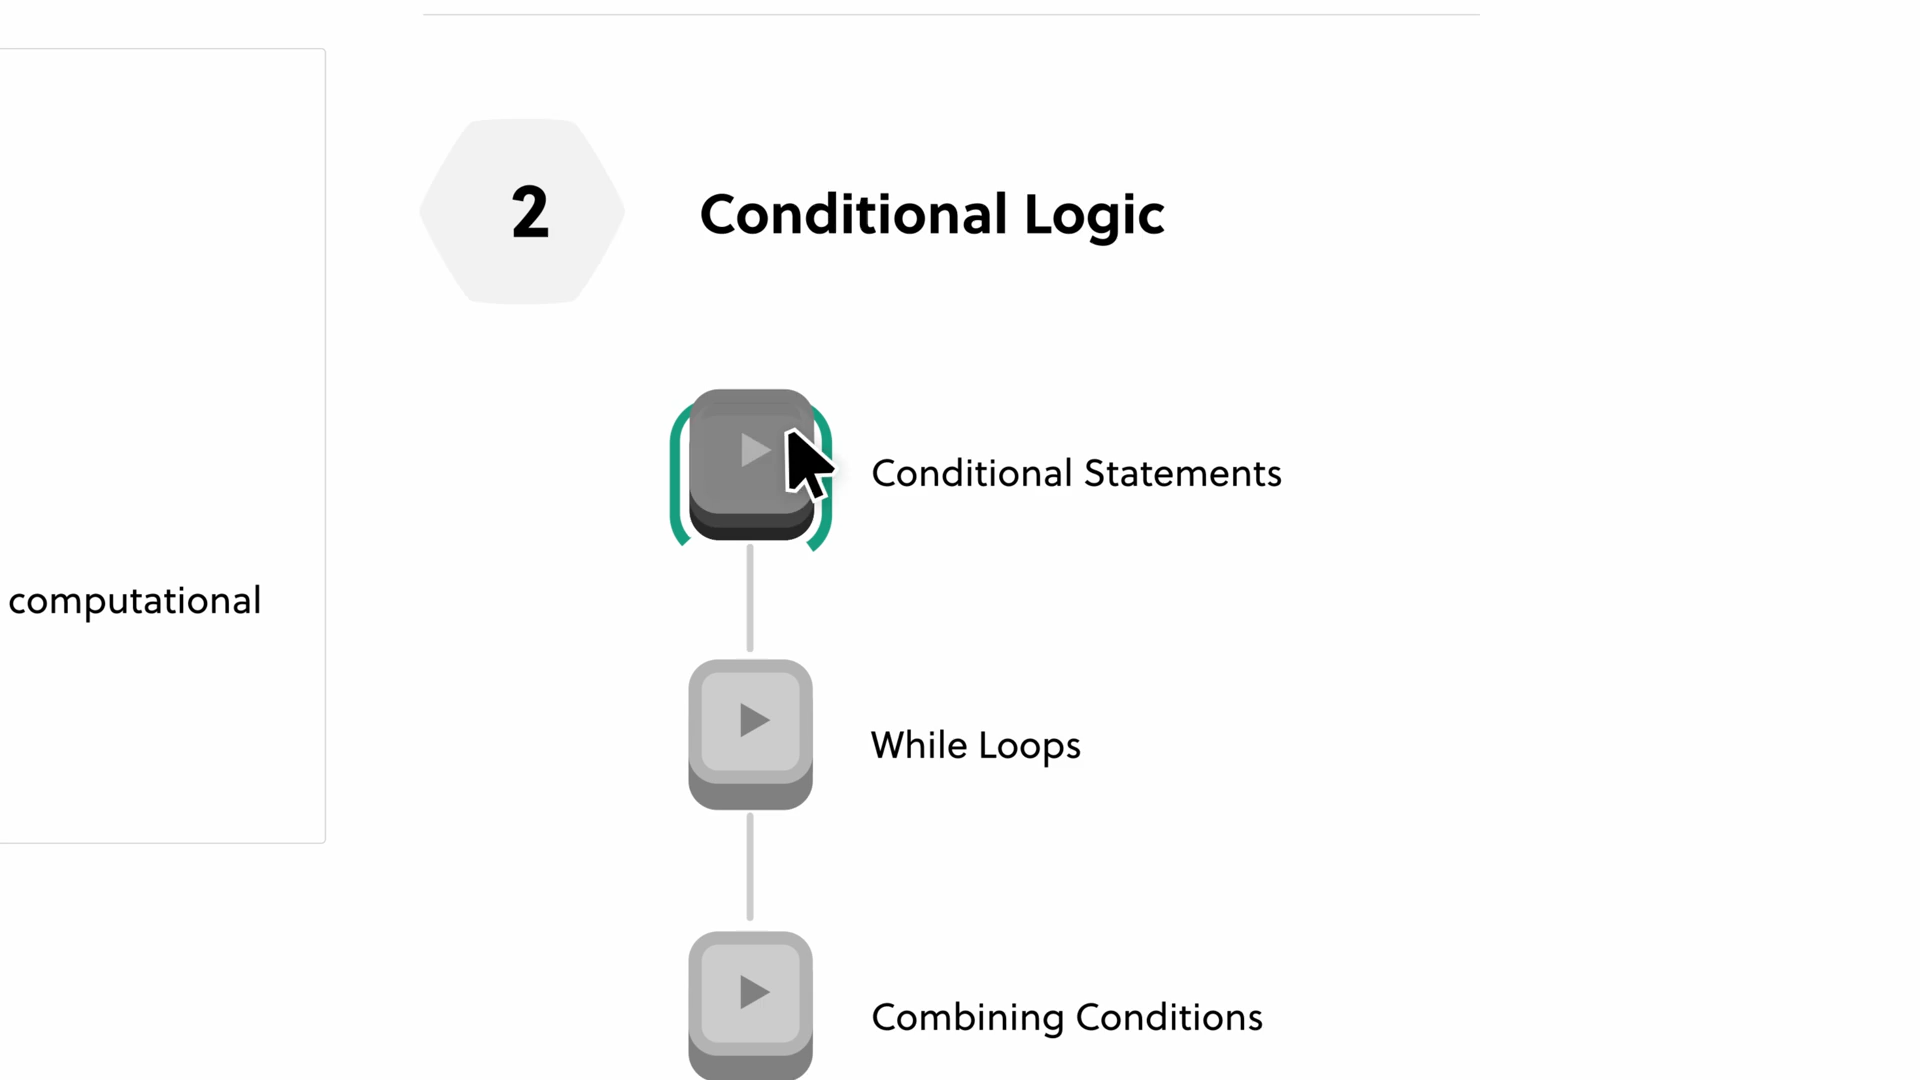 2
Conditional Logic
Conditional Statements
computational
While Loops
Combining Conditions